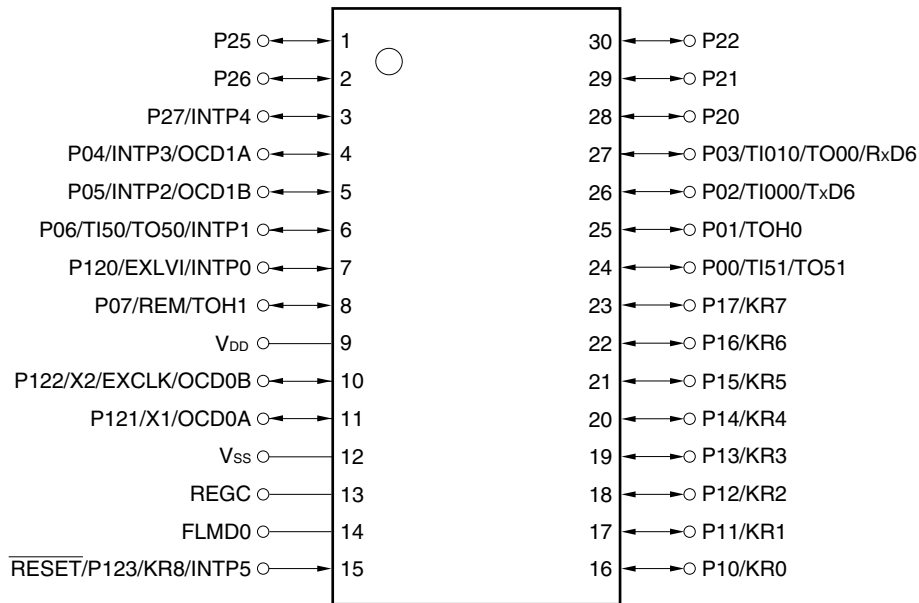 P25 1 30 P22
P26 2 29 P21
P27/INTP4 3 28 P20
P04/INTP3/OCD1A 4 27 P03/TI010/TO00/RxD6
P05/INTP2/OCD1B 5 26 P02/TI000/TxD6
P06/TI50/TO50/INTP1 6 25 P01/TOH0
P120/EXLVI/INTP0 7 24 P00/TI51/TO51
P07/REM/TOH1 8 23 P17/KR7
VDD 9 22 P16/KR6
P122/X2/EXCLK/OCD0B 10 21 P15/KR5
P121/X1/OCD0A 11 20 P14/KR4
VSS 12 19 P13/KR3
REGC 13 18 P12/KR2
FLMD0 14 17 P11/KR1
RESET/P123/KR8/INTP5 15 16 P10/KR0